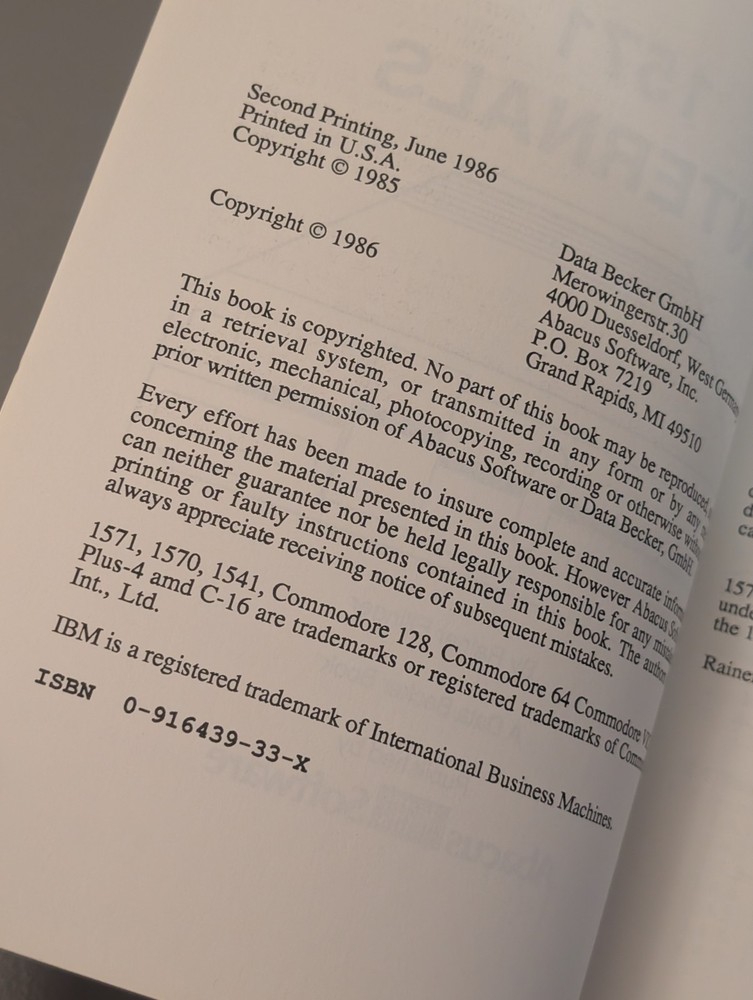 Second Printing, June 1986
Printed in U.S.A.
Copyright © 1985
Data Becker GmbH
Merowingerstr.30
4000 Duesseldorf, West
Copyright © 1986
Abacus Software, Inc.
P.O. Box 7219
Grand Rapids, MI 49510
This book is copyrighted. No part of this book may be reproduced,
in a retrieval system, or transmitted in any form or by any
electronic, mechanical, photocopying, recording or otherwise
prior written permission of Abacus Software or Data Becker, GmbH.
Every effort has been made to insure complete and accurate
concerning the material presented in this book. However Abacus
can neither guarantee nor be held legally responsible for any
printing or faulty instructions contained in this book. The
always appreciate receiving notice of subsequent mistakes.
1571, 1570, 1541, Commodore 128, Commodore 64 Commodore
Plus-4 amd C-16 are trademarks or registered trademarks of
Int., Ltd.
IBM is a registered trademark of International Business Machines.
ISBN 0-916439-33-X
1571
INTERNALS
Abacus Software
157
the